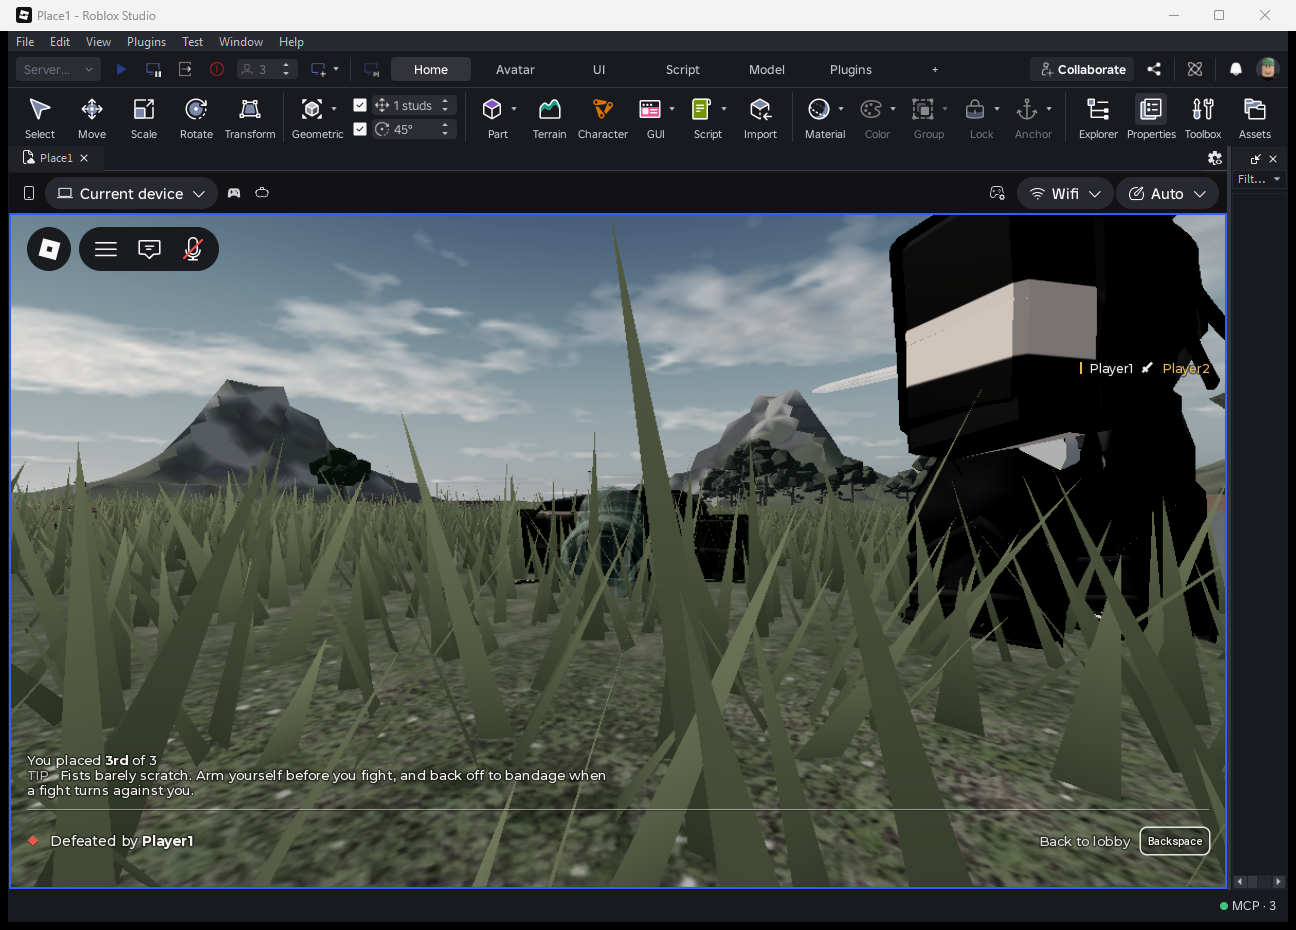 Place1 - Roblox Studio
File Edit View Plugins Test Window Help
Server... 3 Home Avatar UI Script Model Plugins + Collaborate
1 studs
45°
Select Move Scale Rotate Transform Geometric Part Terrain Character GUI Script Import Material Color Group Lock Anchor Explorer Properties Toolbox Assets
Place1
Filt...
Current device Wifi Auto
Player1 Player2
You placed 3rd of 3
TIP Fists barely scratch. Arm yourself before you fight, and back off to bandage when
a fight turns against you.
Defeated by Player1 Back to lobby Backspace
MCP · 3